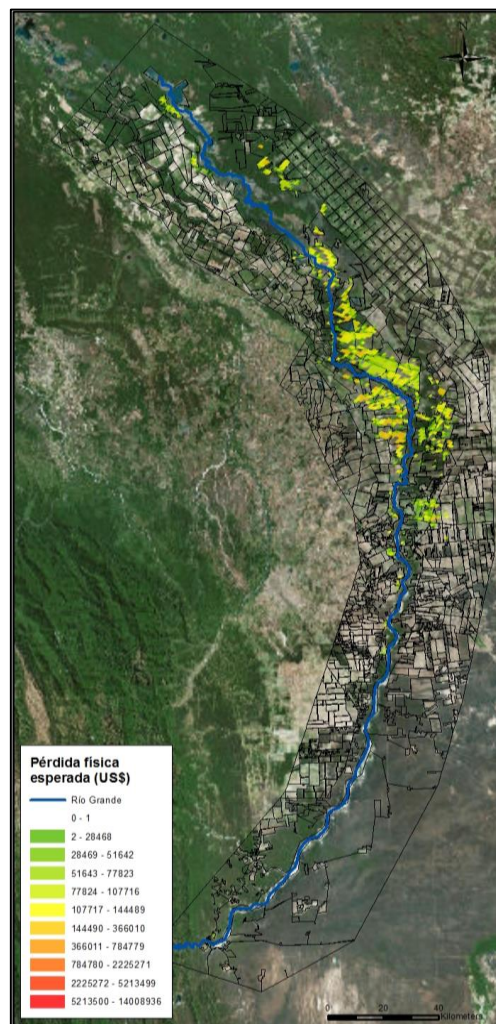 N
Pérdida física
esperada (US$)
Río Grande
0 - 1
2 - 28468
28469 - 51642
51643 - 77823
77824 - 107716
107717 - 144489
144490 - 366010
366011 - 784779
784780 - 2225271
2225272 - 5213499
5213500 - 14008936
0 20 40
Kilometers